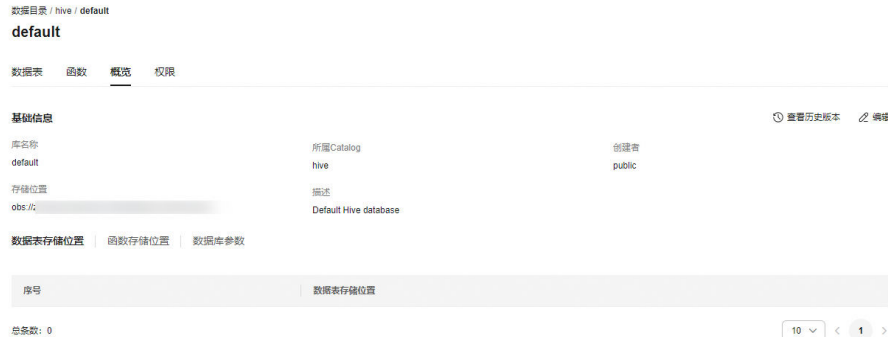 数据目录 / hive / default
default
数据表 函数 概览 权限
基础信息 查看历史版本 编辑
库名称 所属Catalog 创建者
default hive public
存储位置 描述
obs:// Default Hive database
数据表存储位置 函数存储位置 数据库参数
序号 数据表存储位置
总条数: 0 10 1